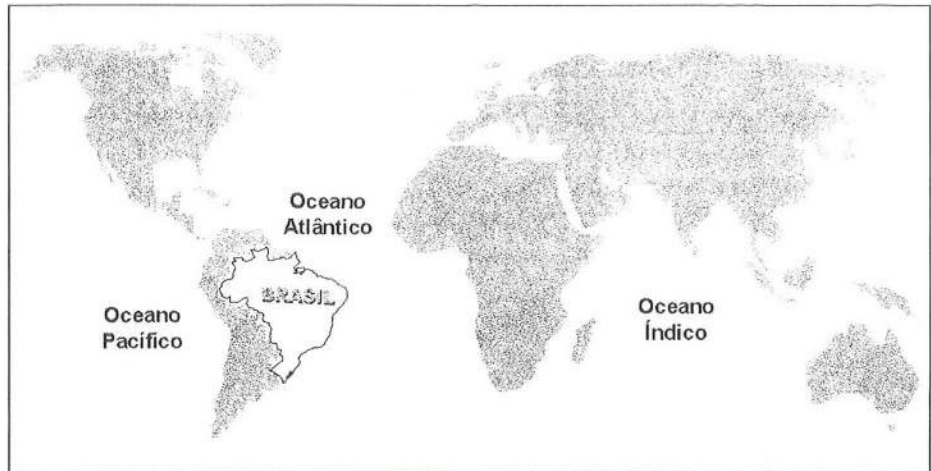 Oceano
Atlântico
BRASIL
Oceano
Pacífico
Oceano
Índico